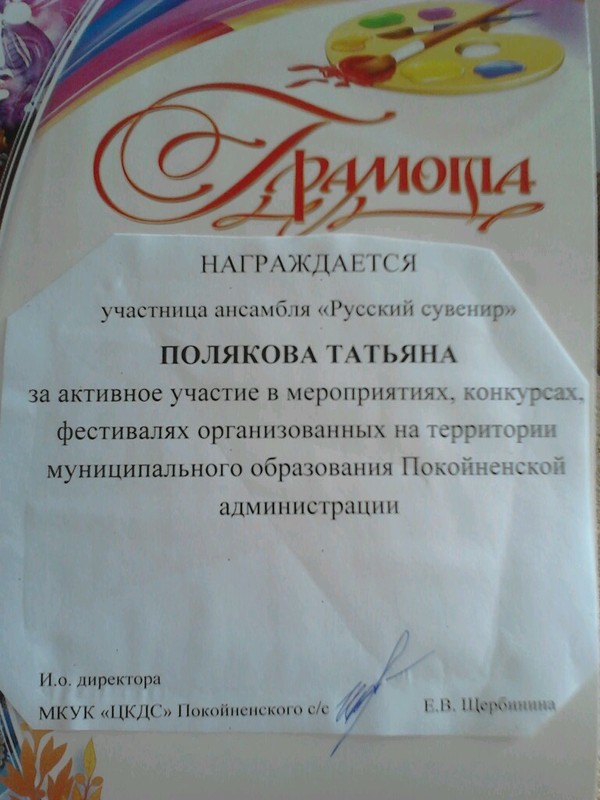 Грамота
НАГРАЖДАЕТСЯ
участница ансамбля «Русский сувенир»
ПОЛЯКОВА ТАТЬЯНА
за активное участие в мероприятиях, конкурсах,
фестивалях организованных на территории
муниципального образования Покойненской
администрации
И.о. директора
МКУК «ЦКДС» Покойненского с/с
Е.В. Щербинина